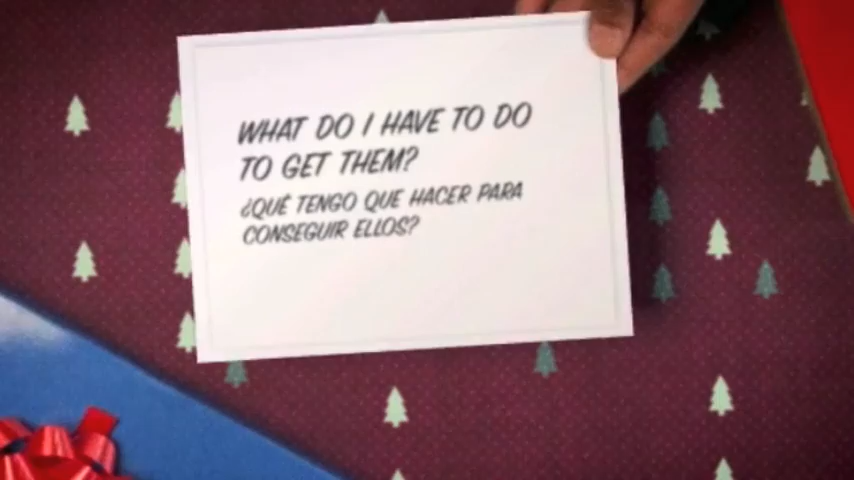 WHAT DO I HAVE TO DO
TO GET THEM?
¿QUÉ TENGO QUE HACER PARA
CONSEGUIR ELLOS?